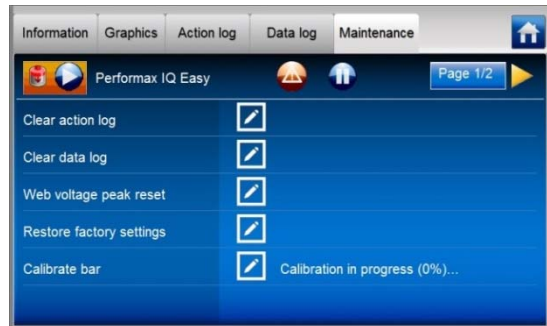 Information Graphics Action log Data log Maintenance
Performax IQ Easy Page 1/2
Clear action log
Clear data log
Web voltage peak reset
Restore factory settings
Calibrate bar Calibration in progress (0%)...